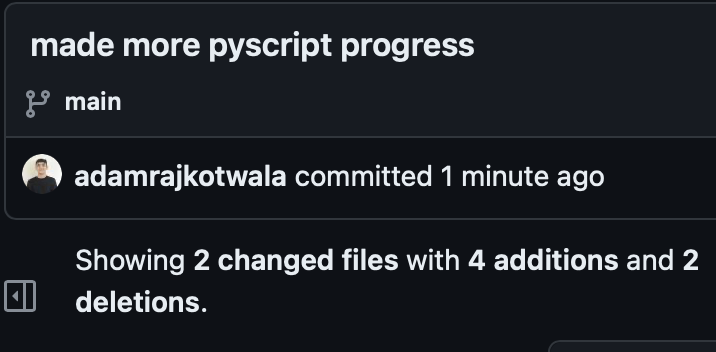 made more pyscript progress
main
adamrajkotwala committed 1 minute ago
Showing 2 changed files with 4 additions and 2
deletions.